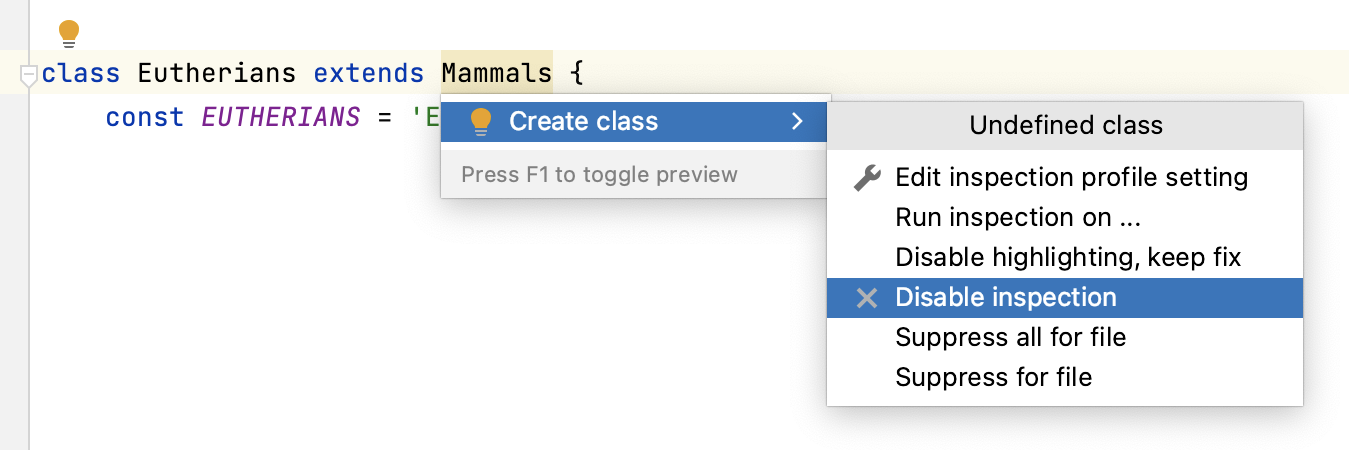 class Eutherians extends Mammals {
const EUTHERIANS = 'E
Create class
Press F1 to toggle preview
Undefined class
Edit inspection profile setting
Run inspection on ...
Disable highlighting, keep fix
Disable inspection
Suppress all for file
Suppress for file